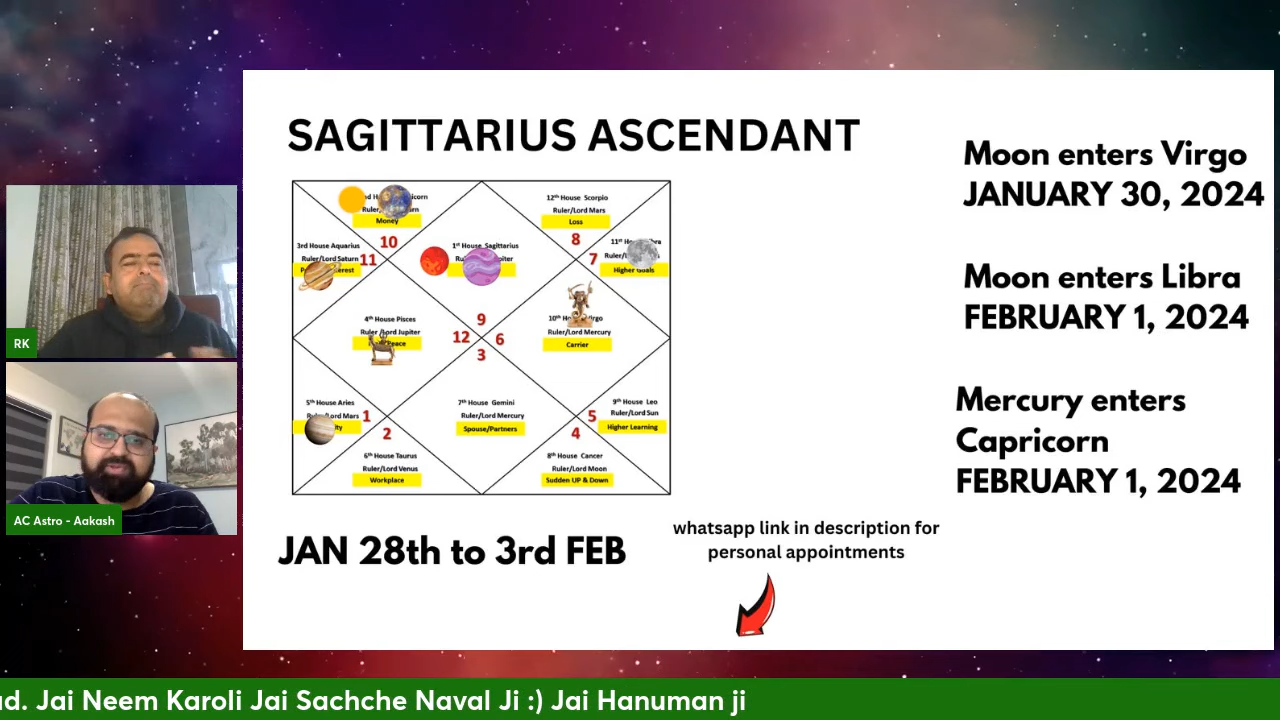 SAGITTARIUS ASCENDANT
Moon enters Virgo
JANUARY 30, 2024
Moon enters Libra
FEBRUARY 1, 2024
Mercury enters
Capricorn
FEBRUARY 1, 2024
Money
10
12th House Scorpio
Ruler/Lord Mars
Loss
8
3rd House Aquarius
Ruler/Lord Saturn
11
1st House Sagittarius
7
Higher Goals
4th House Pisces
Ruler /Lord Jupiter
9
12
6
3
10th House Virgo
Ruler/Lord Mercury
Carrier
5th House Aries
Ruler/Lord Mars
1
2
6th House Taurus
Ruler/Lord Venus
Workplace
7th House Gemini
Ruler/Lord Mercury
Spouse/Partners
9th House Leo
Ruler/Lord Sun
Higher Learning
5
4
8th House Cancer
Ruler/Lord Moon
Sudden UP & Down
JAN 28th to 3rd FEB
whatsapp link in description for
personal appointments
RK
AC Astro - Aakash
Jai Neem Karoli Jai Sachche Naval Ji :) Jai Hanuman ji